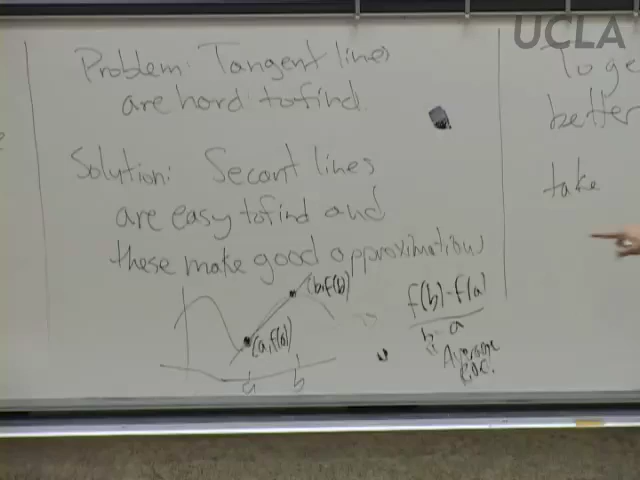 UCLA
Problem: Tangent lines
are hard to find
Solution: Secant lines
are easy to find and
these make good approximations
(b, f(b))
(a, f(a))
a
b
f(b) - f(a)
b - a
"Average
R.O.C.
To ge
better
take